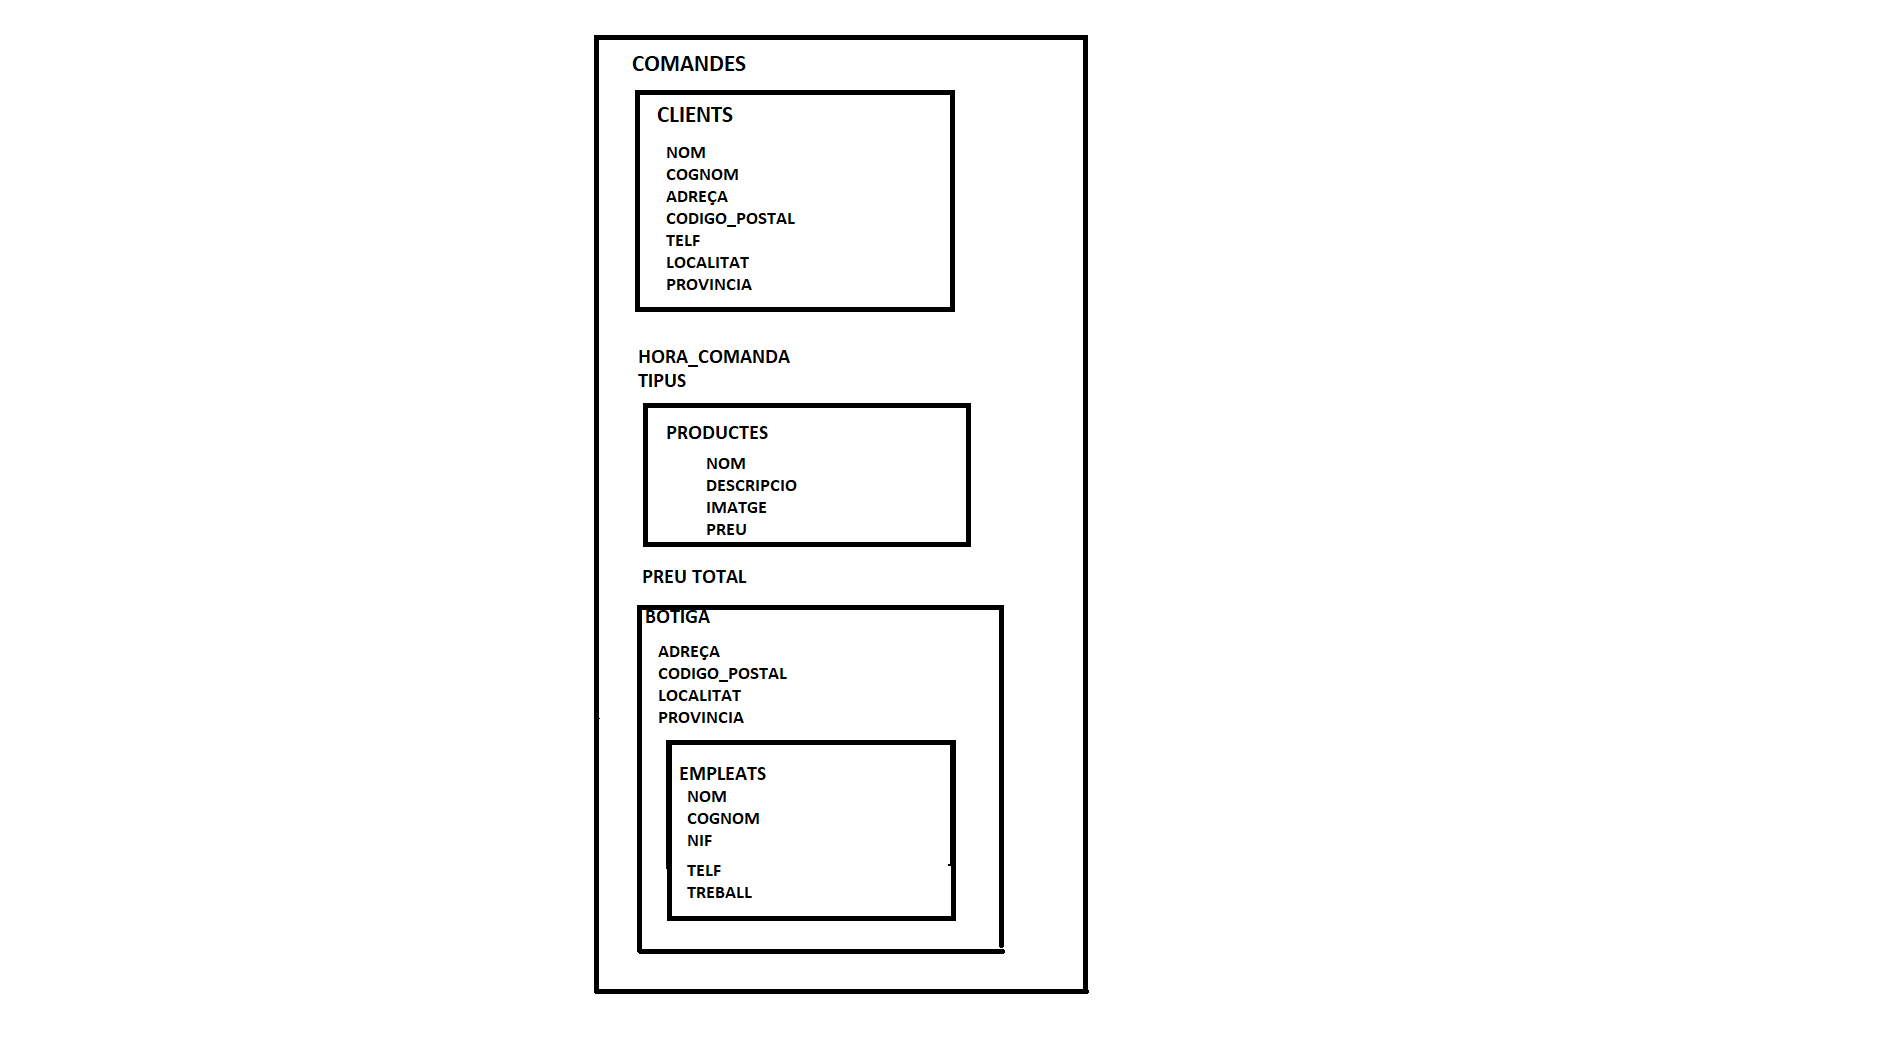 COMANDES
CLIENTS
NOM
COGNOM
ADREÇA
CODIGO_POSTAL
TELF
LOCALITAT
PROVINCIA
HORA_COMANDA
TIPUS
PRODUCTES
NOM
DESCRIPCIO
IMATGE
PREU
PREU TOTAL
BOTIGA
ADREÇA
CODIGO_POSTAL
LOCALITAT
PROVINCIA
EMPLEATS
NOM
COGNOM
NIF
TELF
TREBALL